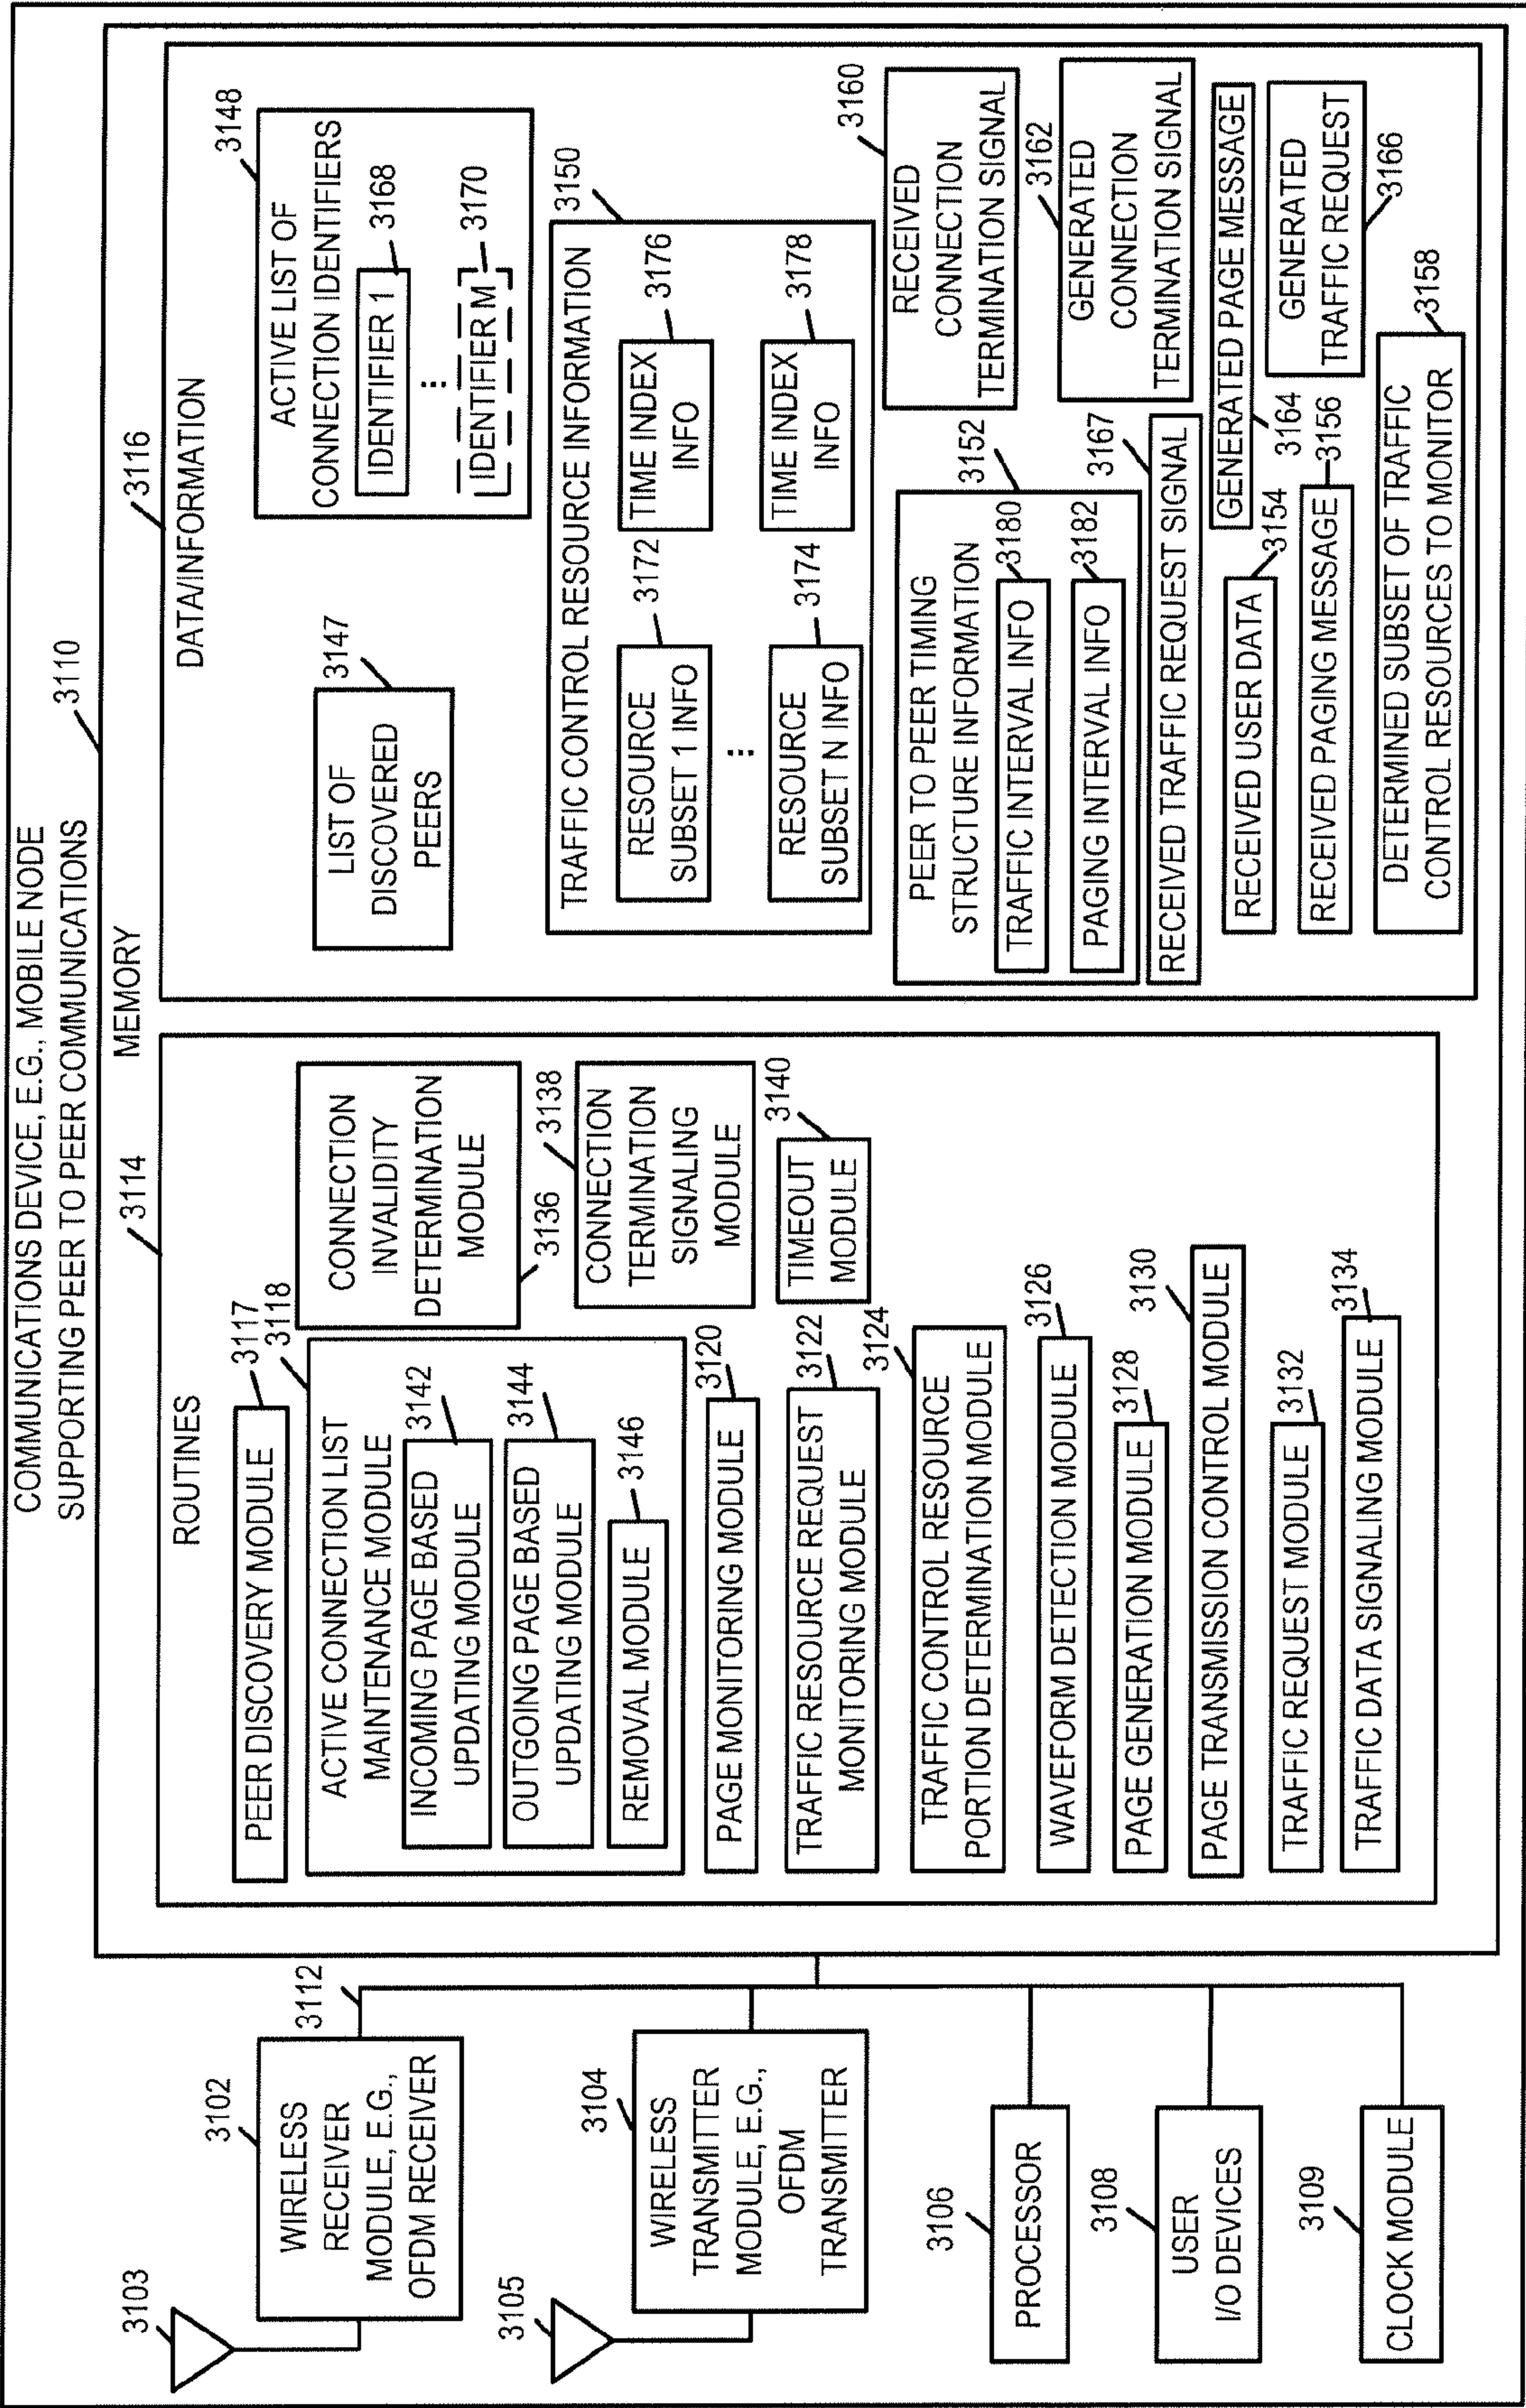 COMMUNICATIONS DEVICE, E.G., MOBILE NODE
SUPPORTING PEER TO PEER COMMUNICATIONS
3110
3103
3102
WIRELESS
RECEIVER
MODULE, E.G.,
OFDM RECEIVER
3112
3105
3104
WIRELESS
TRANSMITTER
MODULE, E.G.,
OFDM
TRANSMITTER
3106
PROCESSOR
3108
USER
I/O DEVICES
3109
CLOCK MODULE
MEMORY
3114
ROUTINES
PEER DISCOVERY MODULE
3117
3118
ACTIVE CONNECTION LIST
MAINTENANCE MODULE
INCOMING PAGE BASED
UPDATING MODULE
3142
OUTGOING PAGE BASED
UPDATING MODULE
3144
REMOVAL MODULE
3146
PAGE MONITORING MODULE
3120
TRAFFIC RESOURCE REQUEST
MONITORING MODULE
3122
3124
TRAFFIC CONTROL RESOURCE
PORTION DETERMINATION MODULE
WAVEFORM DETECTION MODULE
3126
PAGE GENERATION MODULE
3128
PAGE TRANSMISSION CONTROL MODULE
3130
TRAFFIC REQUEST MODULE
3132
TRAFFIC DATA SIGNALING MODULE
3134
CONNECTION
INVALIDITY
DETERMINATION
MODULE
3136
3138
CONNECTION
TERMINATION
SIGNALING
MODULE
3140
TIMEOUT
MODULE
3116
DATA/INFORMATION
3147
LIST OF
DISCOVERED
PEERS
3148
ACTIVE LIST OF
CONNECTION IDENTIFIERS
IDENTIFIER 1
3168
...
IDENTIFIER M
3170
3150
TRAFFIC CONTROL RESOURCE INFORMATION
RESOURCE
SUBSET 1 INFO
3172
TIME INDEX
INFO
3176
...
RESOURCE
SUBSET N INFO
3174
TIME INDEX
INFO
3178
PEER TO PEER TIMING
STRUCTURE INFORMATION
3152
TRAFFIC INTERVAL INFO
3180
PAGING INTERVAL INFO
3182
RECEIVED TRAFFIC REQUEST SIGNAL
3167
RECEIVED USER DATA
3154
RECEIVED PAGING MESSAGE
3156
DETERMINED SUBSET OF TRAFFIC
CONTROL RESOURCES TO MONITOR
3158
3160
RECEIVED
CONNECTION
TERMINATION SIGNAL
3162
GENERATED
CONNECTION
TERMINATION SIGNAL
GENERATED PAGE MESSAGE
3164
GENERATED
TRAFFIC REQUEST
3166